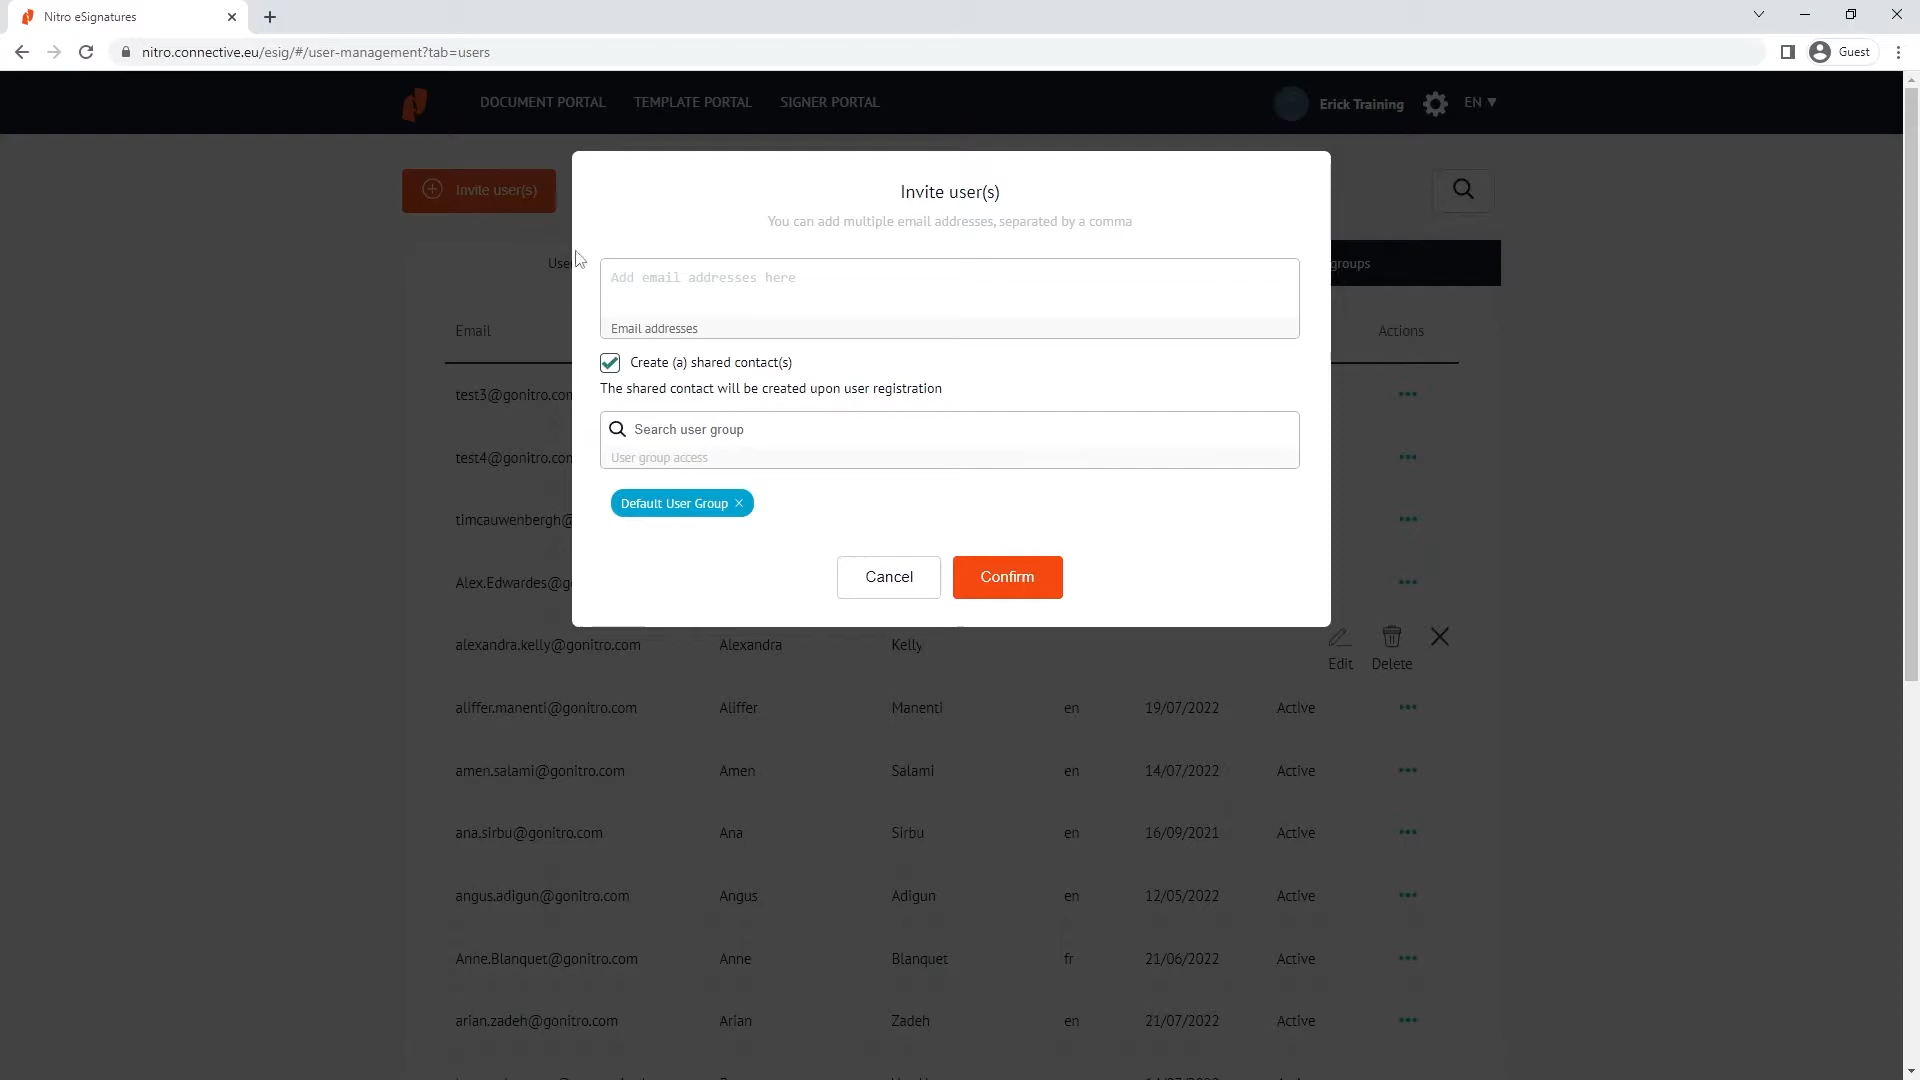 Nitro eSignatures
nitro.connective.eu/esig/#/user-management?tab=users
Guest
DOCUMENT PORTAL TEMPLATE PORTAL SIGNER PORTAL
Erick Training
EN
Invite user(s)
Invite user(s)
You can add multiple email addresses, separated by a comma
groups
Add email addresses here
Email addresses
Email
Actions
Create (a) shared contact(s)
The shared contact will be created upon user registration
test3@gonitro.con
Search user group
User group access
test4@gonitro.con
Default User Group
timcauwenbergh@
Cancel
Confirm
Alex.Edwardes@g
alexandra.kelly@gonitro.com Alexandra Kelly
Edit Delete
aliffer.manenti@gonitro.com Aliffer Manenti en 19/07/2022 Active
amen.salami@gonitro.com Amen Salami en 14/07/2022 Active
ana.sirbu@gonitro.com Ana Sirbu en 16/09/2021 Active
angus.adigun@gonitro.com Angus Adigun en 12/05/2022 Active
Anne.Blanquet@gonitro.com Anne Blanquet fr 21/06/2022 Active
arian.zadeh@gonitro.com Arian Zadeh en 21/07/2022 Active